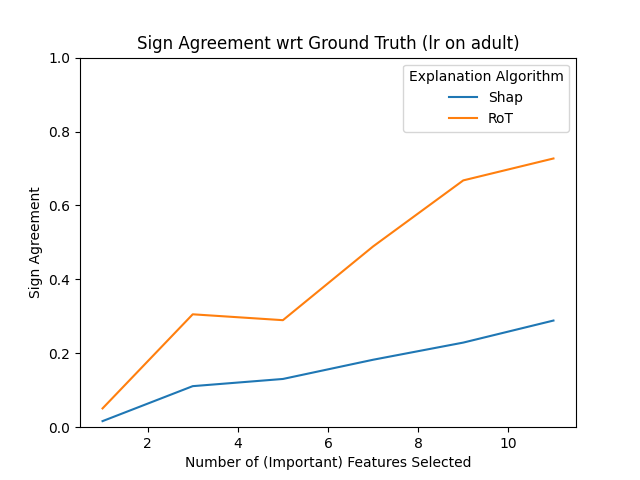 Sign Agreement wrt Ground Truth (lr on adult)
Explanation Algorithm
Shap
RoT
1.0
0.8
0.6
0.4
0.2
0.0
Sign Agreement
2 4 6 8 10
Number of (Important) Features Selected